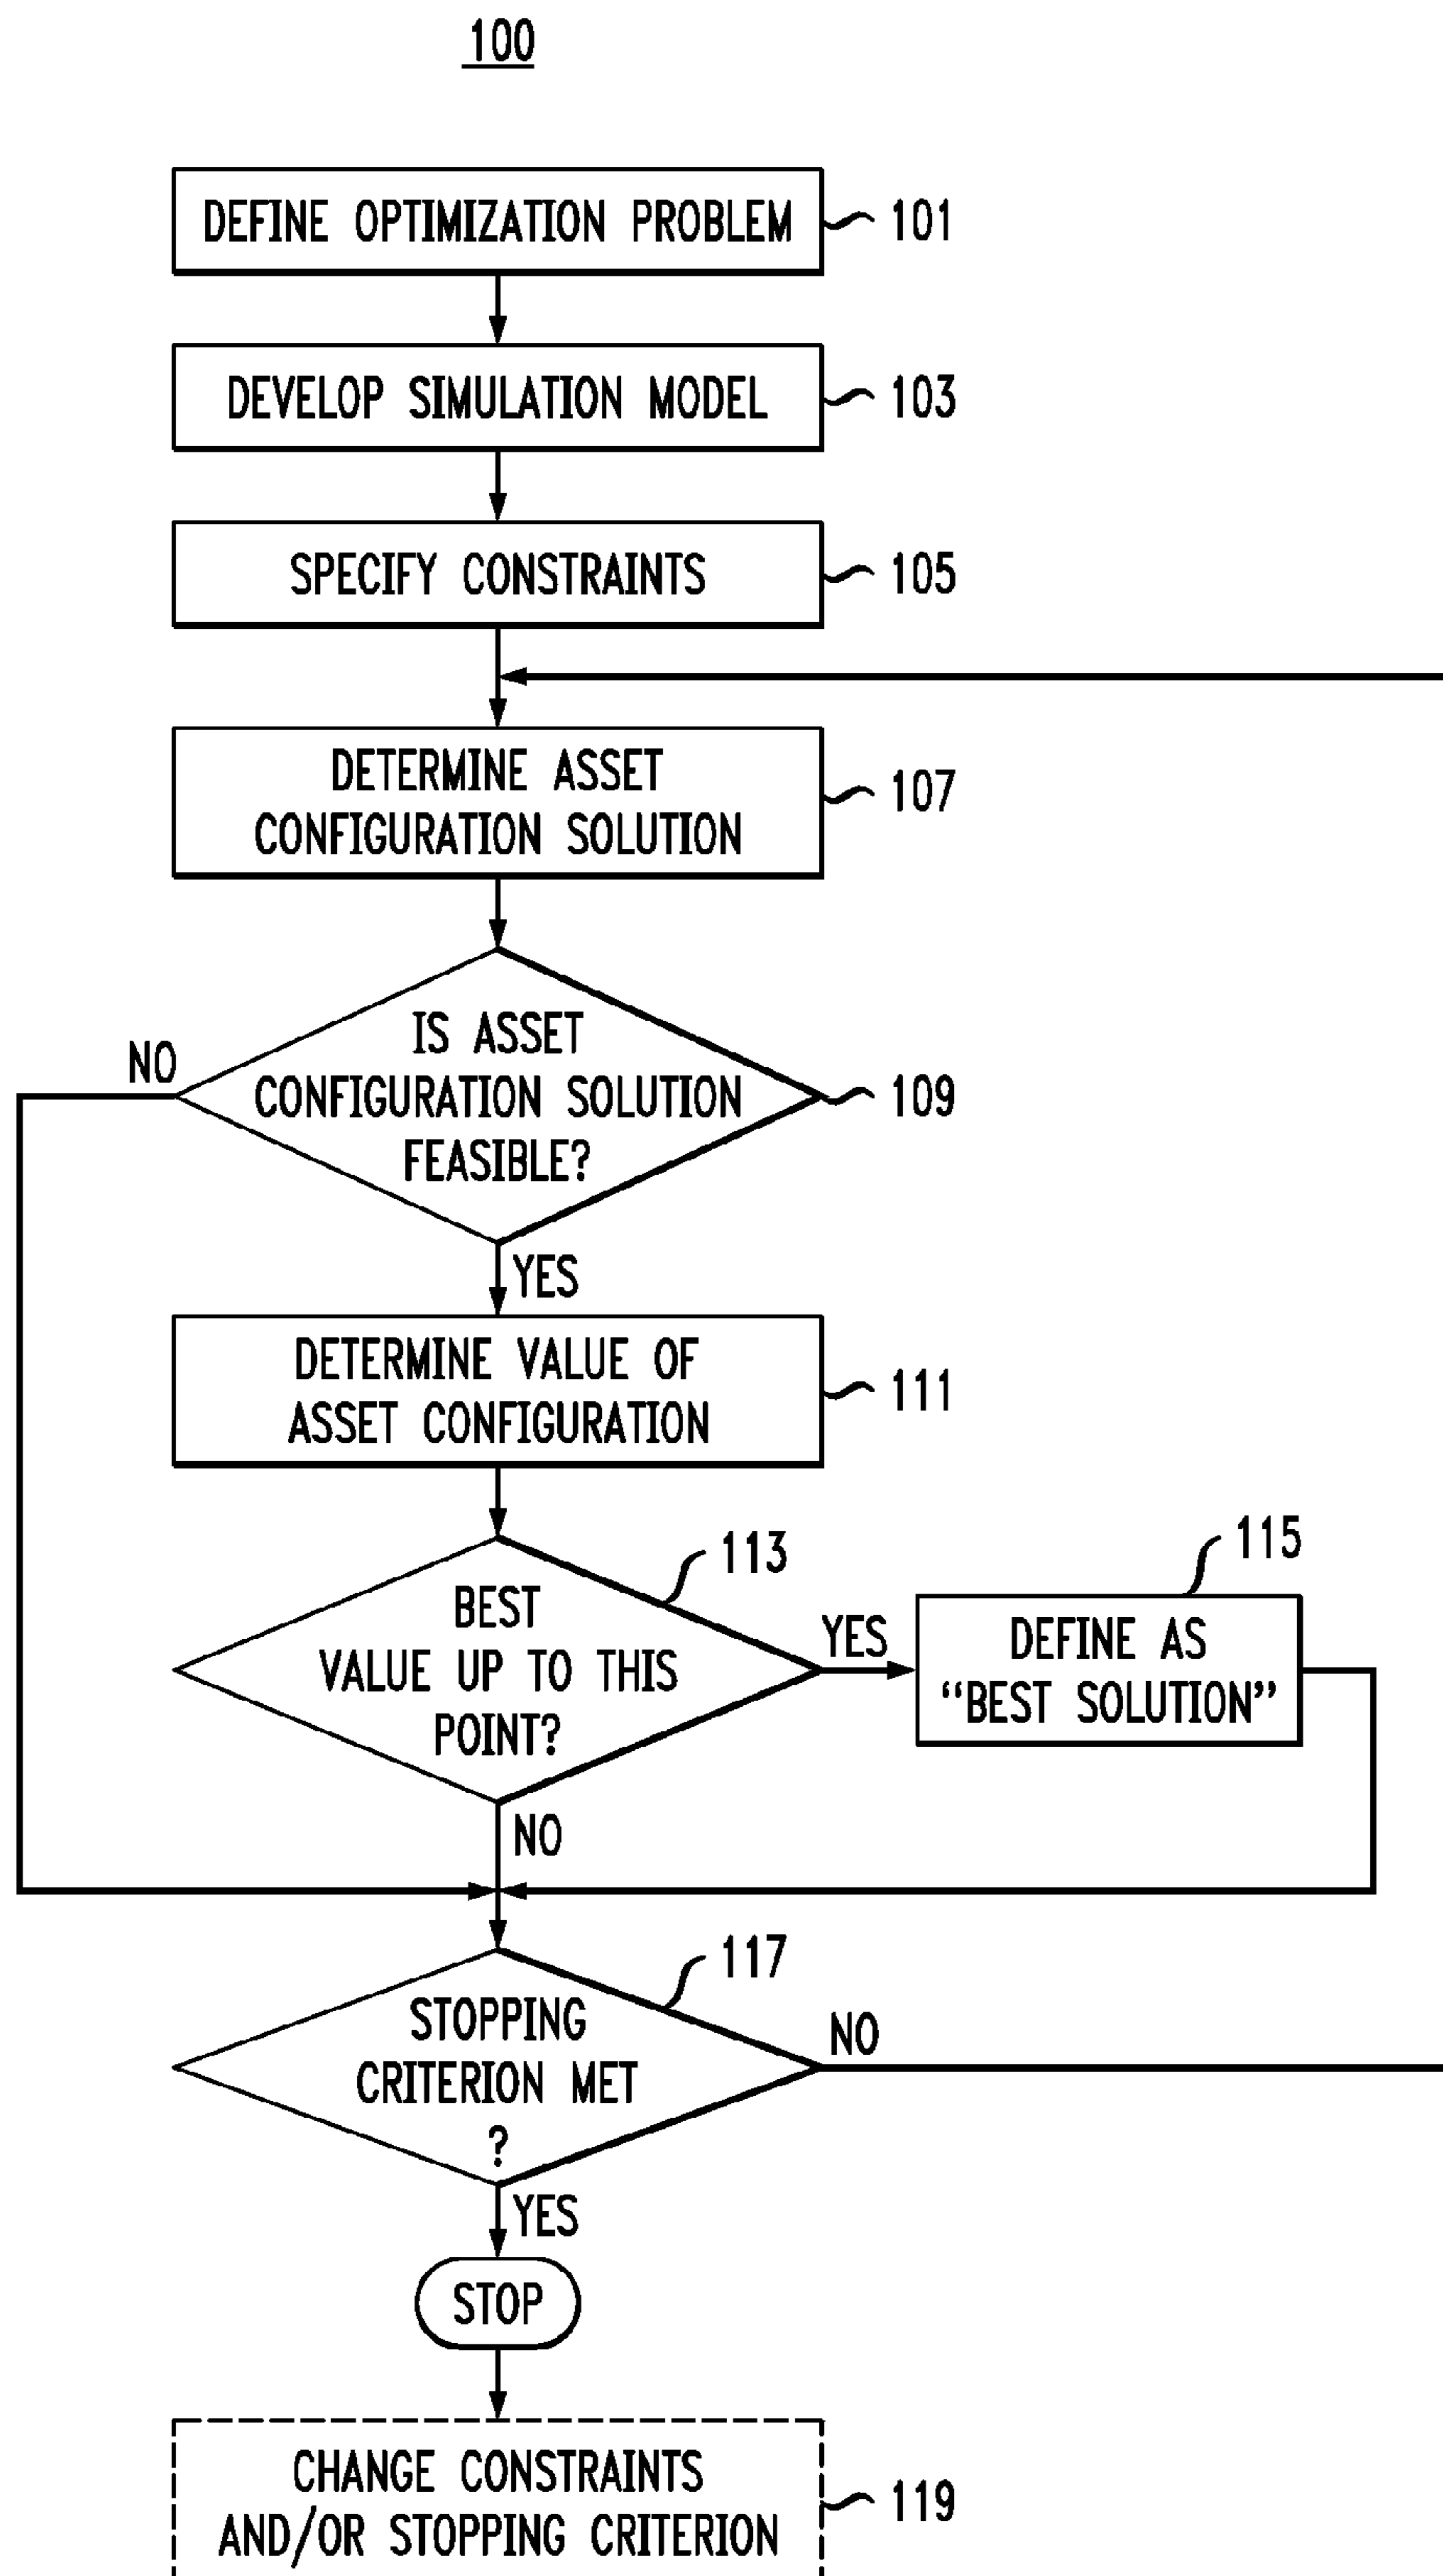 100
DEFINE OPTIMIZATION PROBLEM
101
DEVELOP SIMULATION MODEL
103
SPECIFY CONSTRAINTS
105
DETERMINE ASSET
CONFIGURATION SOLUTION
107
IS ASSET
CONFIGURATION SOLUTION
FEASIBLE?
109
NO
YES
DETERMINE VALUE OF
ASSET CONFIGURATION
111
BEST
VALUE UP TO THIS
POINT?
113
YES
DEFINE AS
“BEST SOLUTION”
115
NO
STOPPING
CRITERION MET
?
117
NO
YES
STOP
CHANGE CONSTRAINTS
AND/OR STOPPING CRITERION
119